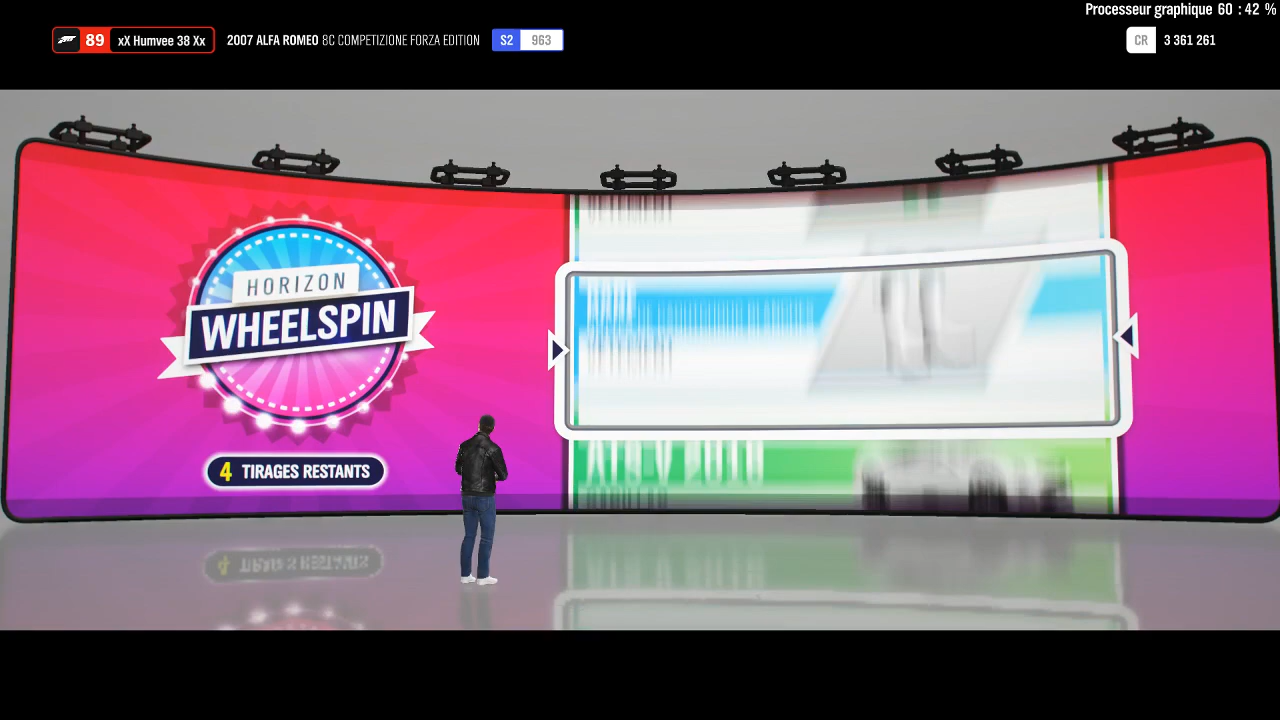 Processeur graphique 60 : 42 %
89 xX Humvee 38 Xx 2007 ALFA ROMEO 8C COMPETIZIONE FORZA EDITION S2 963
CR 3 361 261
HORIZON
WHEELSPIN
4 TIRAGES RESTANTS